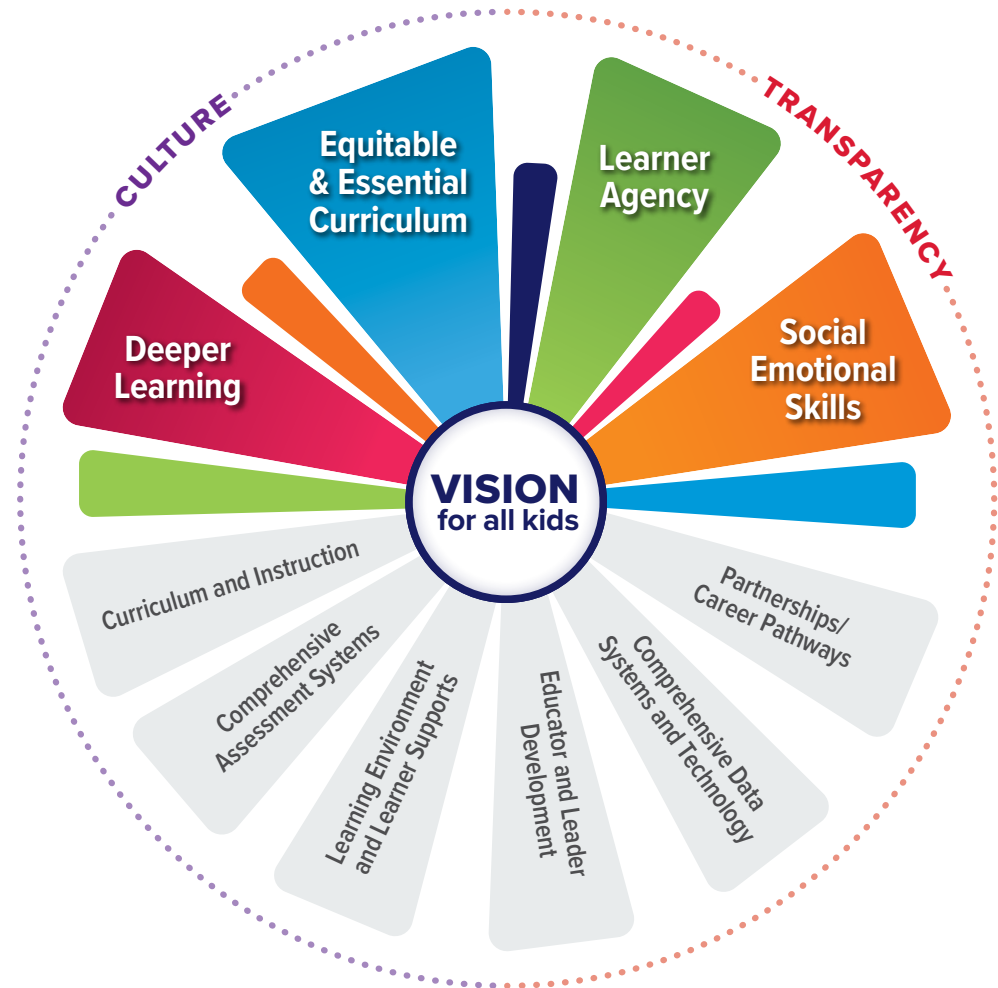 CULTURE
TRANSPARENCY
Equitable
& Essential
Curriculum
Learner
Agency
Deeper
Learning
Social
Emotional
Skills
VISION
for all kids
Curriculum and Instruction
Comprehensive
Assessment Systems
Learning Environment
and Learner Supports
Educator and Leader
Development
Comprehensive Data
Systems and Technology
Partnerships/
Career Pathways